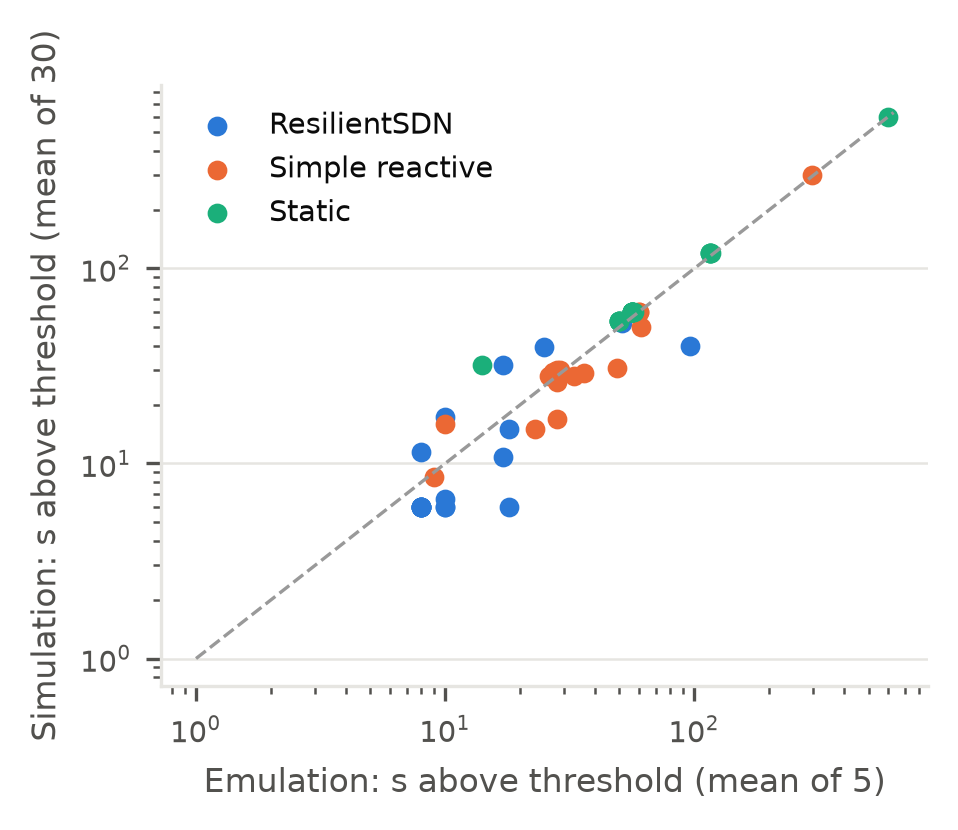 ResilientSDN
Simple reactive
Static
Simulation: s above threshold (mean of 30)
10²
10¹
10⁰
10⁰ 10¹ 10²
Emulation: s above threshold (mean of 5)